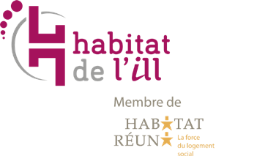 habitat
de l'ill
Membre de
HABITAT
RÉUNI
La force
du logement
social